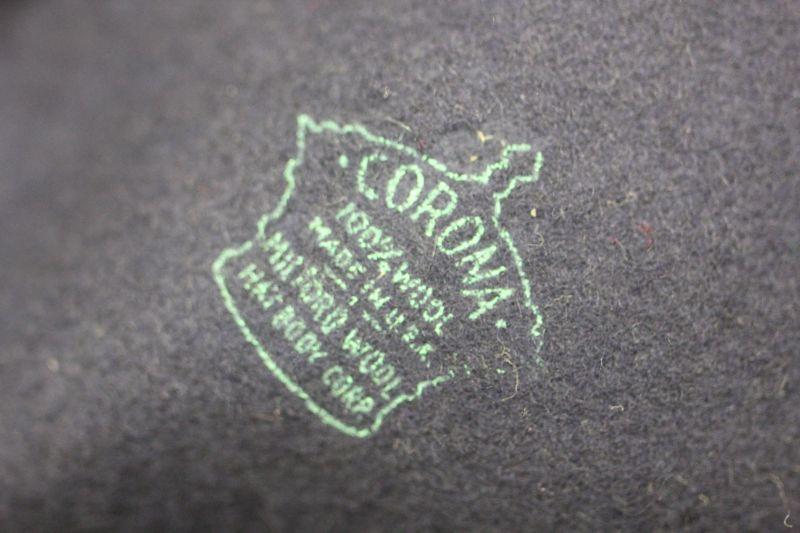 • CORONA •
100% WOOL
MADE IN U.S.A.
MILFORD WOOL
HAT BODY CORP